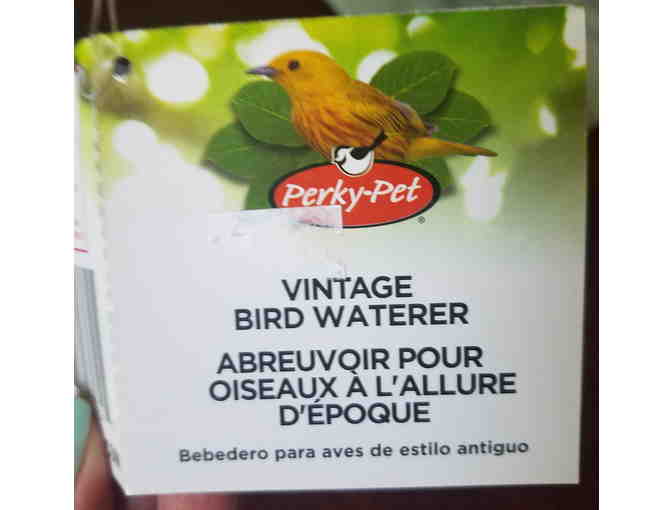 Perky-Pet®
VINTAGE
BIRD WATERER
ABREUVOIR POUR
OISEAUX À L'ALLURE
D'ÉPOQUE
Bebedero para aves de estilo antiguo